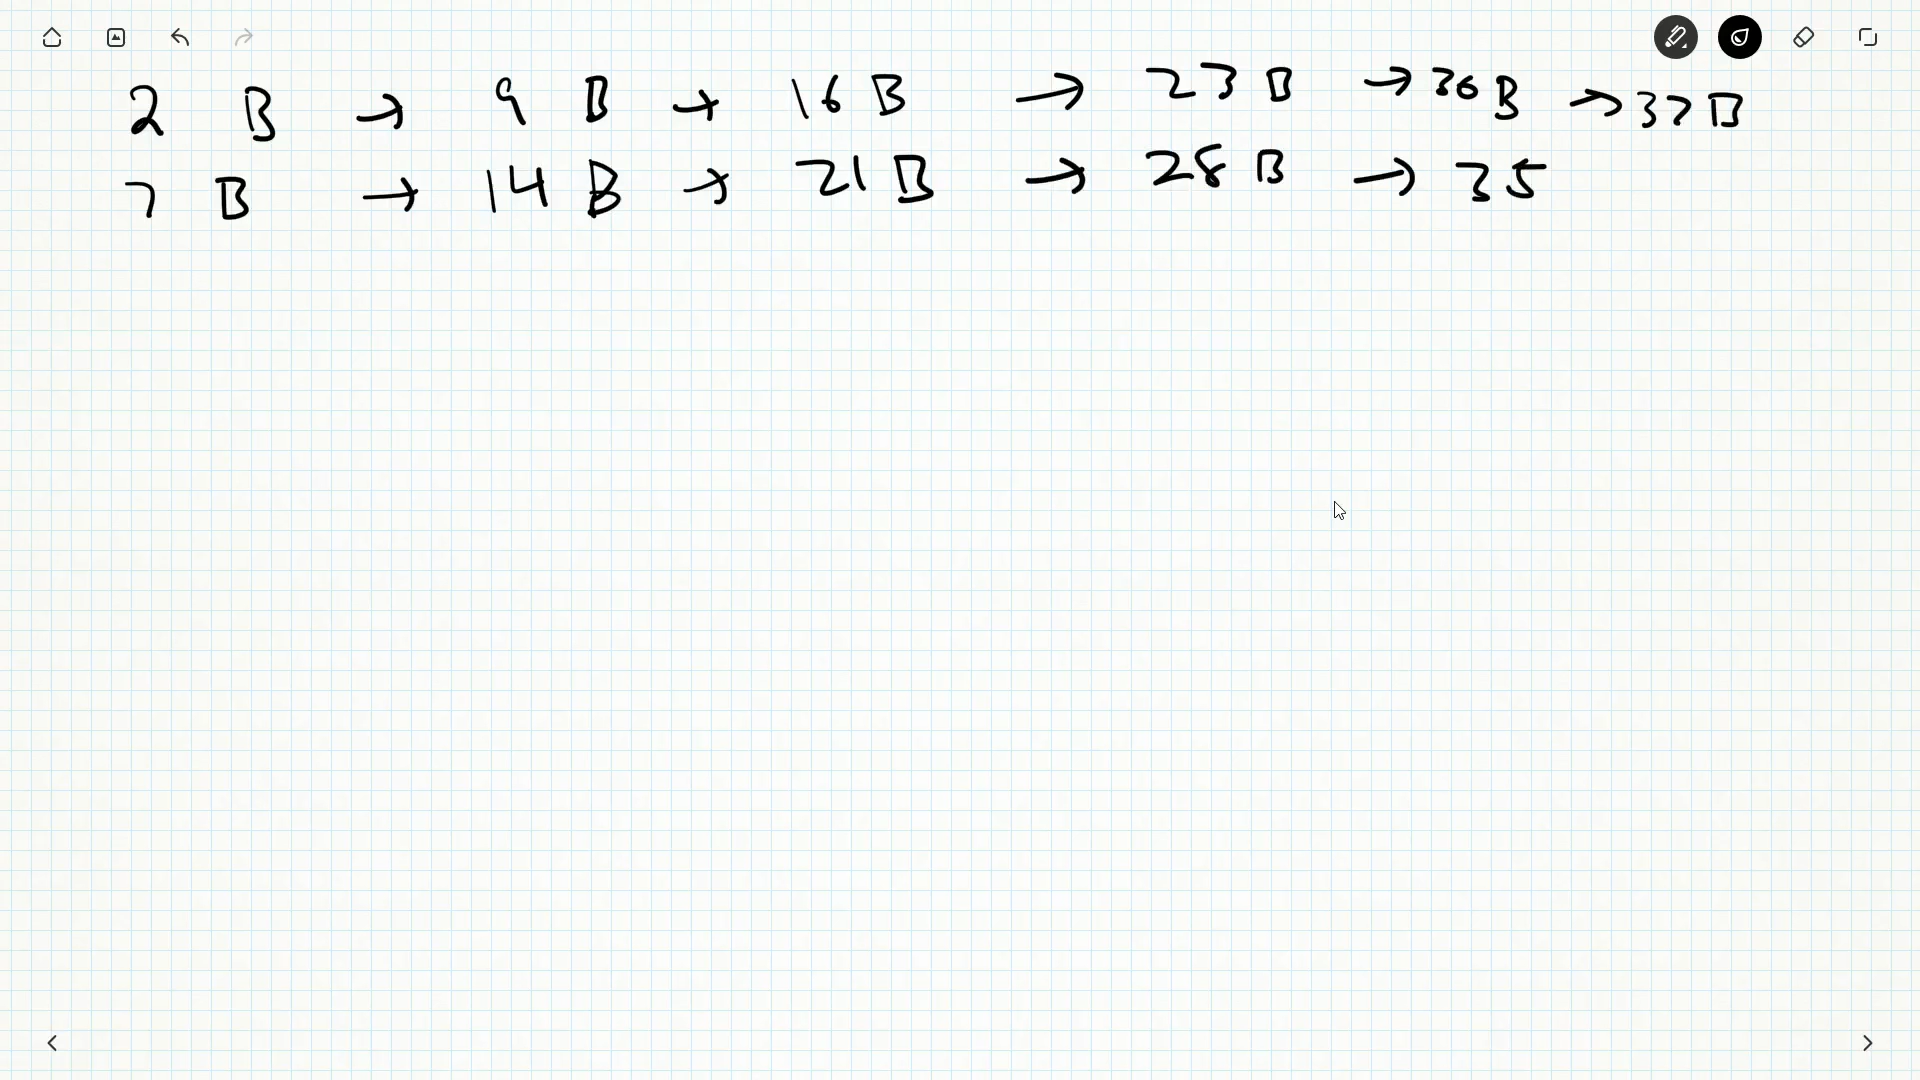 2 B → 9 B → 16 B → 23 B → 30 B → 37 B
7 B → 14 B → 21 B → 28 B → 35